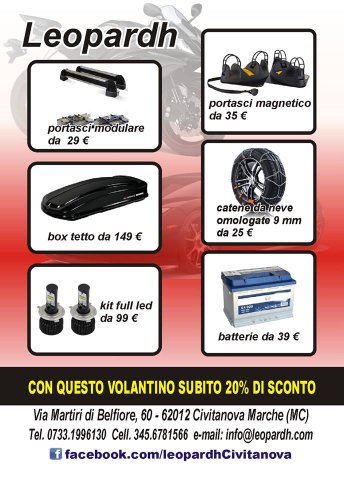 Leopardh
portasci modulare
da 29 €
portasci magnetico
da 35 €
box tetto da 149 €
caterie da neve
omologate 9 mm
da 25 €
kit full led
da 99 €
batterie da 39 €
CON QUESTO VOLANTINO SUBITO 20% DI SCONTO
Via Martiri di Belfiore, 60 - 62012 Civitanova Marche (MC)
Tel. 0733.1996130 Cell. 345.6781566 e-mail: info@leopardh.com
facebook.com/leopardhCivitanova